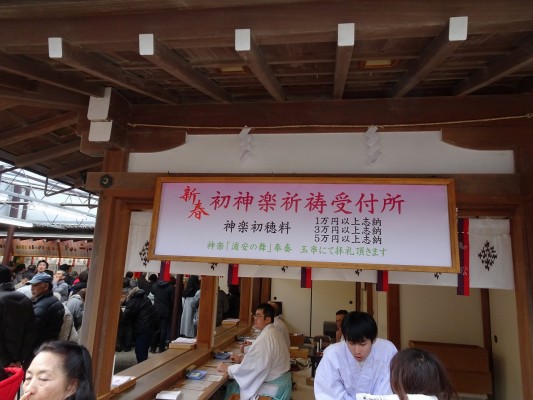 新春
初神楽祈祷受付所
神楽初穂料
1万円以上志納
3万円以上志納
5万円以上志納
神楽「浦安の舞」奉奏 玉串にて拝礼頂きます